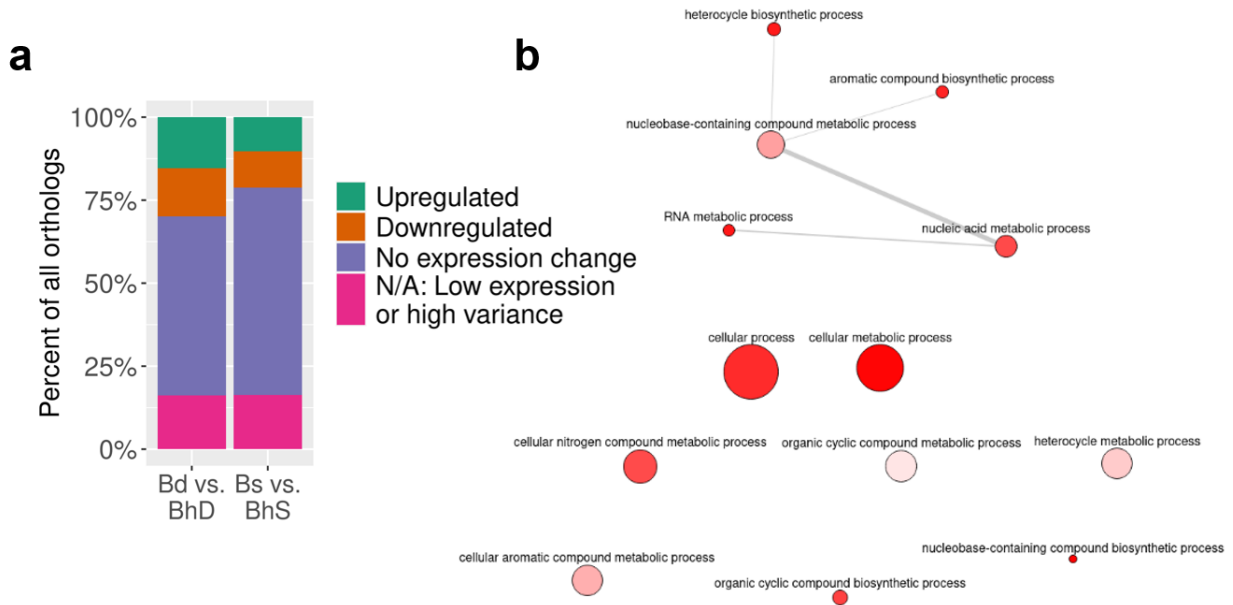 a
100%
75%
50%
25%
0%
Percent of all orthologs
Bd vs.
BhD
Bs vs.
BhS
Upregulated
Downregulated
No expression change
N/A: Low expression
or high variance
b
heterocycle biosynthetic process
aromatic compound biosynthetic process
nucleobase-containing compound metabolic process
RNA metabolic process
nucleic acid metabolic process
cellular process
cellular metabolic process
cellular nitrogen compound metabolic process
organic cyclic compound metabolic process
heterocycle metabolic process
cellular aromatic compound metabolic process
nucleobase-containing compound biosynthetic process
organic cyclic compound biosynthetic process